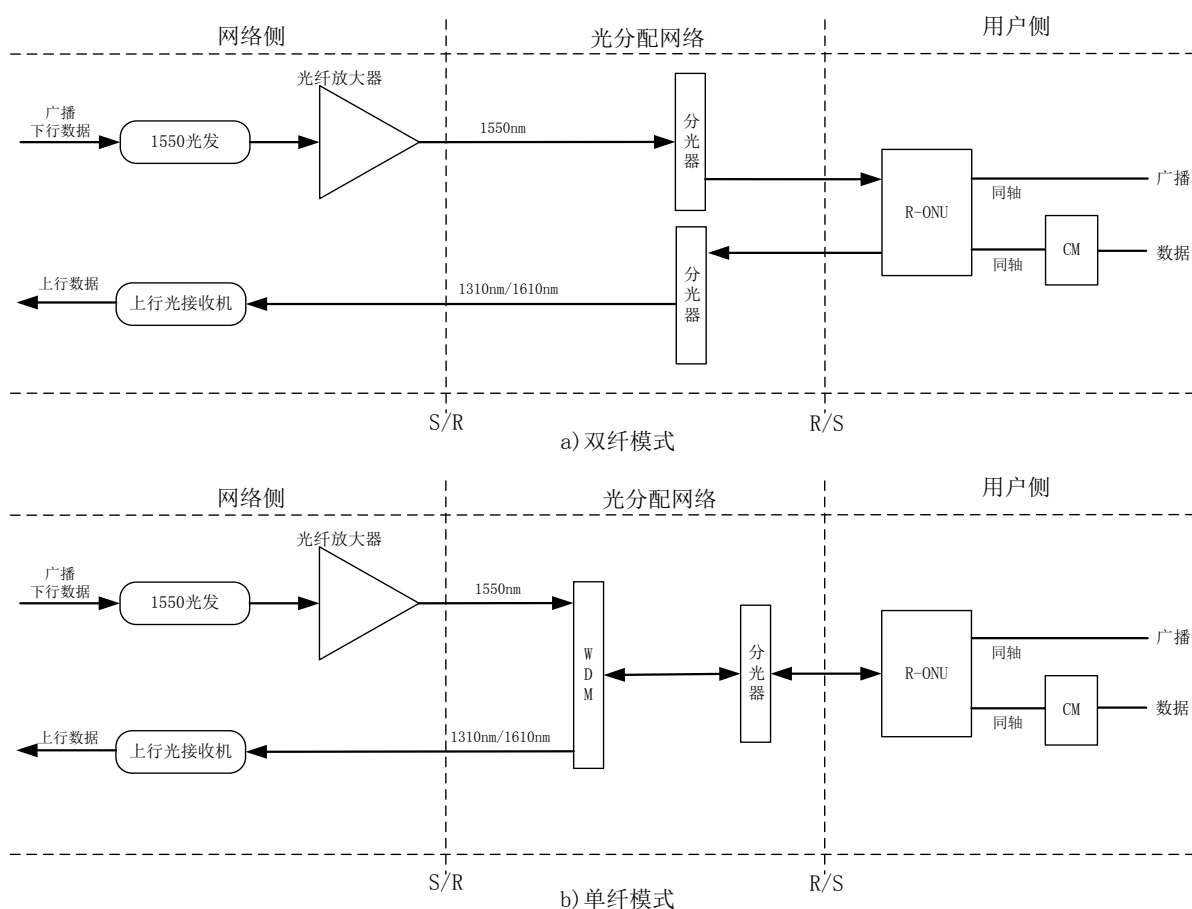 网络侧
光分配网络
用户侧
光纤放大器
广播
下行数据
1550光发
1550nm
分光器
R-ONU
同轴
广播
同轴
CM
数据
上行数据
上行光接收机
1310nm/1610nm
分光器
S/R
R/S
a)双纤模式
网络侧
光分配网络
用户侧
光纤放大器
广播
下行数据
1550光发
1550nm
WDM
分光器
R-ONU
同轴
广播
同轴
CM
数据
上行数据
上行光接收机
1310nm/1610nm
S/R
R/S
b)单纤模式